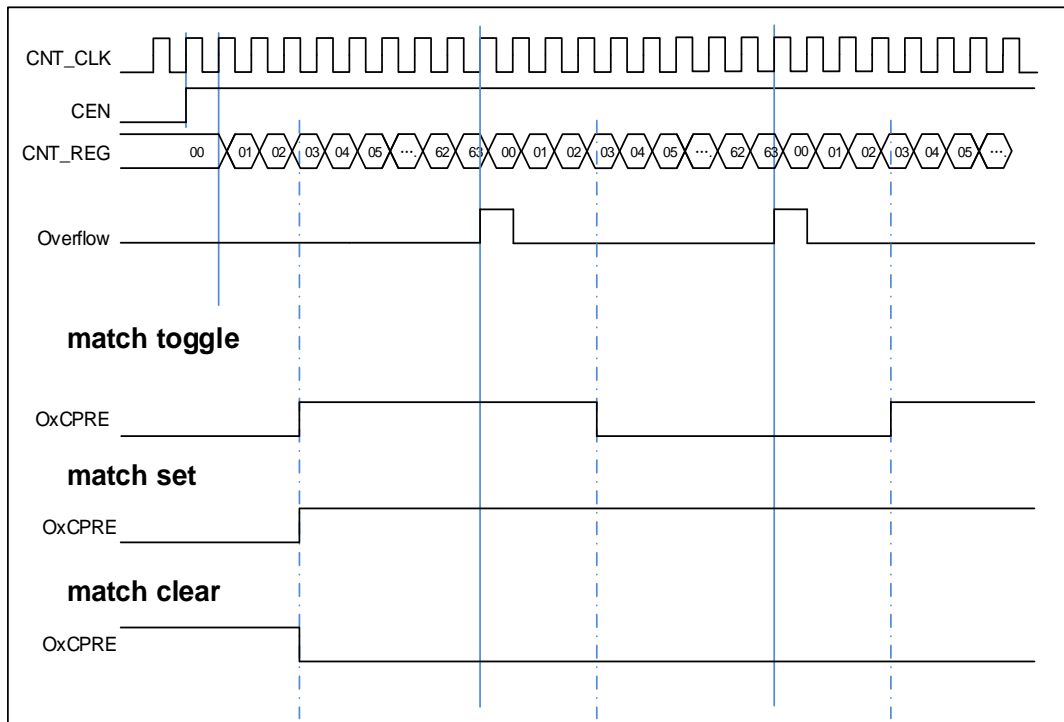 CNT_CLK
CEN
CNT_REG 00 01 02 03 04 05 …. 62 63 00 01 02 03 04 05 …. 62 63 00 01 02 03 04 05 ….
Overflow
match toggle
OxCPRE
match set
OxCPRE
match clear
OxCPRE